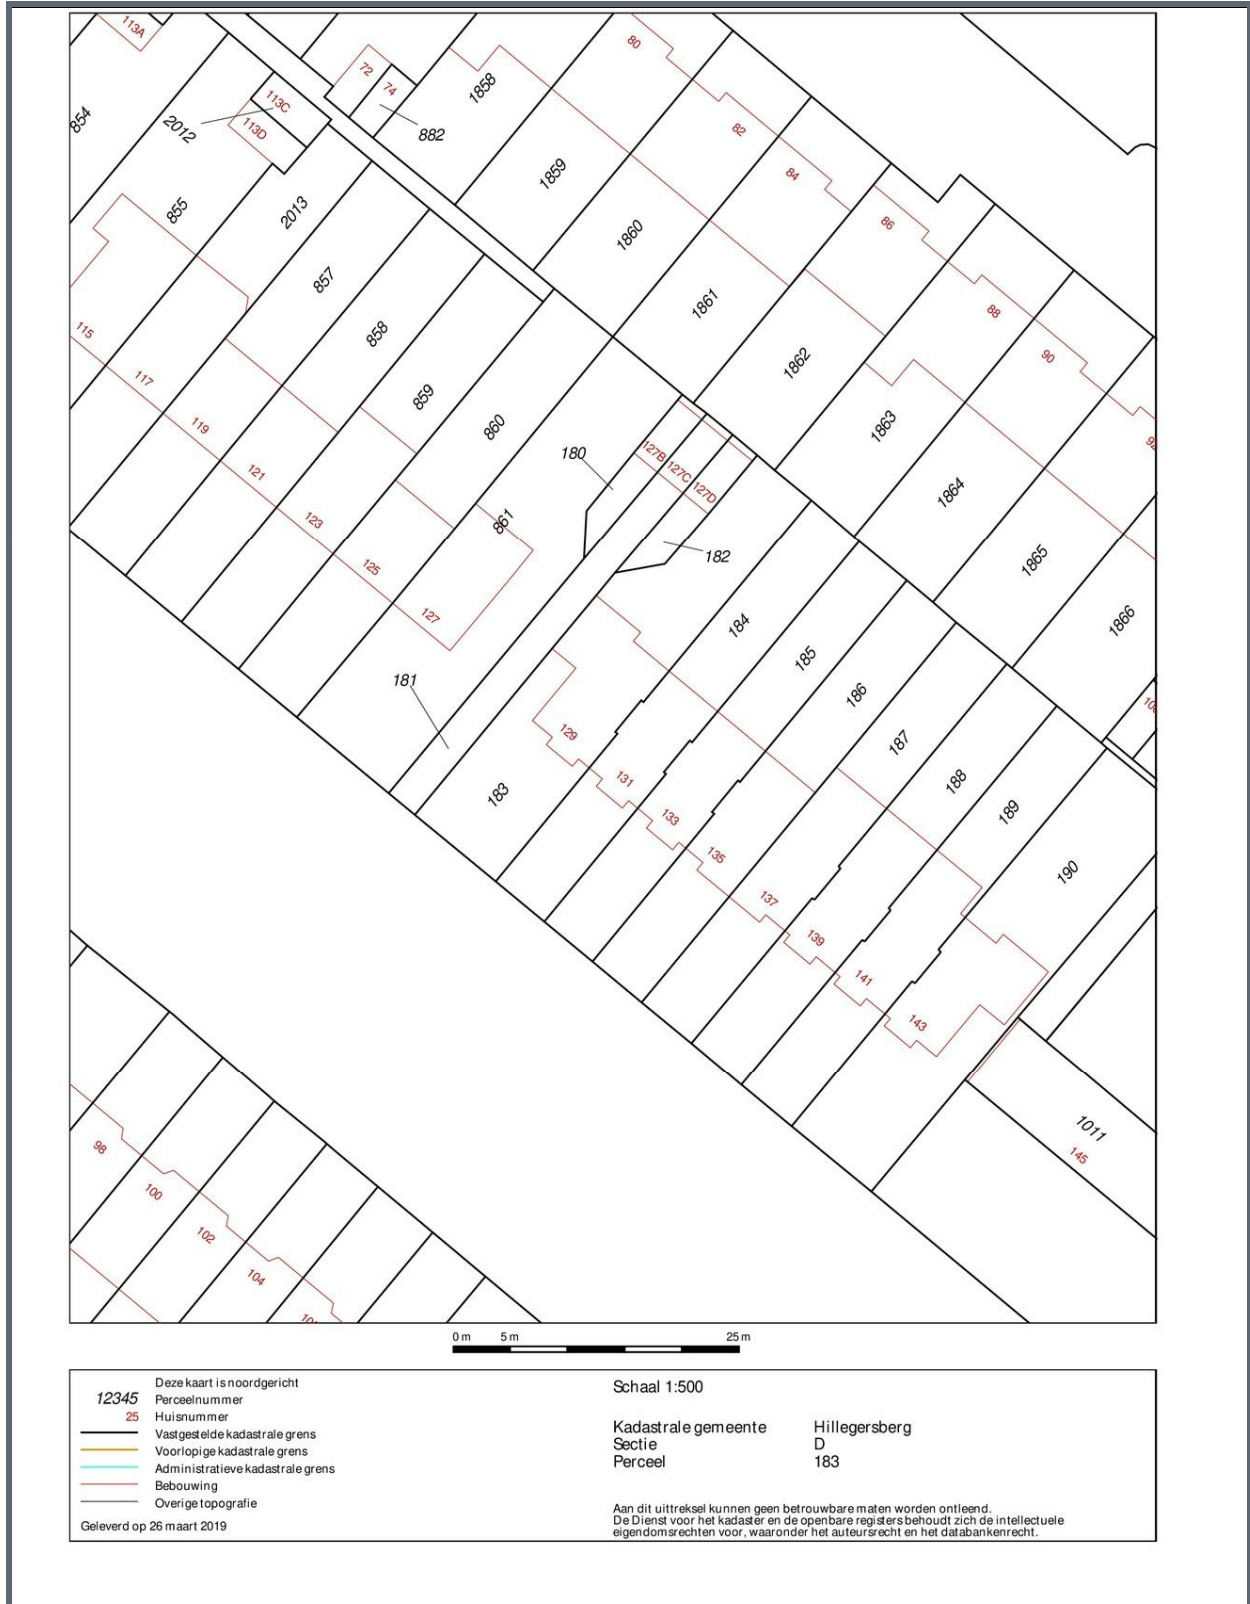 113A
80
72
74
1858
854
2012
113C
113D
882
82
1859
84
855
2013
1860
86
857
1861
88
115
858
1862
90
117
859
1863
92
119
860
180
127B
127C
127D
1864
121
861
123
182
1865
125
127
184
1866
185
181
186
129
187
131
188
183
133
189
135
190
137
139
141
143
98
1011
145
100
102
104
0 m 5 m 25 m
Deze kaart is noordgericht
12345 Perceelnummer
25 Huisnummer
Vastgestelde kadastrale grens
Voorlopige kadastrale grens
Administratieve kadastrale grens
Bebouwing
Overige topografie
Geleverd op 26 maart 2019
Schaal 1:500
Kadastrale gemeente Hillegersberg
Sectie D
Perceel 183
Aan dit uittreksel kunnen geen betrouwbare maten worden ontleend.
De Dienst voor het kadaster en de openbare registers behoudt zich de intellectuele
eigendomsrechten voor, waaronder het auteursrecht en het databankenrecht.